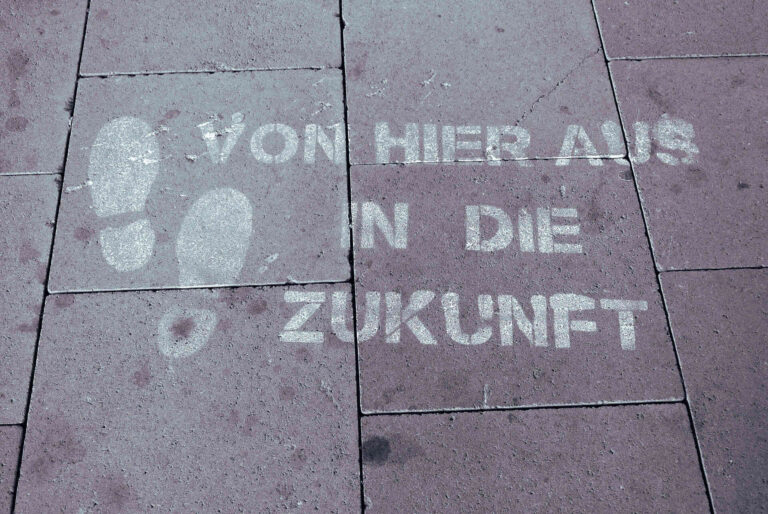 VON HIER AUS
IN DIE
ZUKUNFT